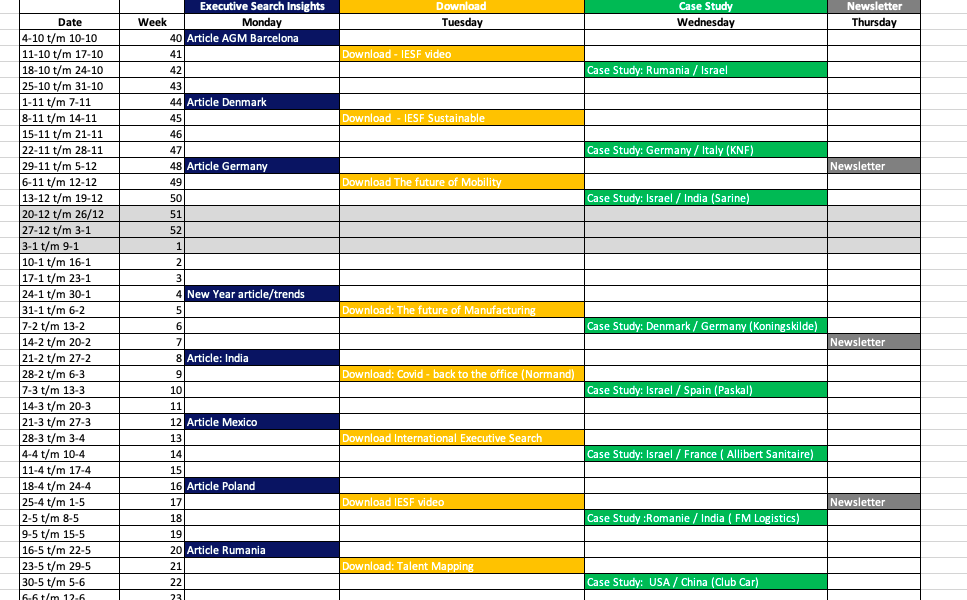 Executive Search Insights Download Case Study Newsletter
Date Week Monday Tuesday Wednesday Thursday
4-10 t/m 10-10 40 Article AGM Barcelona
11-10 t/m 17-10 41 Download - IESF video
18-10 t/m 24-10 42 Case Study: Rumania / Israel
25-10 t/m 31-10 43
1-11 t/m 7-11 44 Article Denmark
8-11 t/m 14-11 45 Download - IESF Sustainable
15-11 t/m 21-11 46
22-11 t/m 28-11 47 Case Study: Germany / Italy (KNF)
29-11 t/m 5-12 48 Article Germany Newsletter
6-11 t/m 12-12 49 Download The future of Mobility
13-12 t/m 19-12 50 Case Study: Israel / India (Sarine)
20-12 t/m 26/12 51
27-12 t/m 3-1 52
3-1 t/m 9-1 1
10-1 t/m 16-1 2
17-1 t/m 23-1 3
24-1 t/m 30-1 4 New Year article/trends
31-1 t/m 6-2 5 Download: The future of Manufacturing
7-2 t/m 13-2 6 Case Study: Denmark / Germany (Koningskilde)
14-2 t/m 20-2 7 Newsletter
21-2 t/m 27-2 8 Article: India
28-2 t/m 6-3 9 Download: Covid - back to the office (Normand)
7-3 t/m 13-3 10 Case Study: Israel / Spain (Paskal)
14-3 t/m 20-3 11
21-3 t/m 27-3 12 Article Mexico
28-3 t/m 3-4 13 Download International Executive Search
4-4 t/m 10-4 14 Case Study: Israel / France ( Allibert Sanitaire)
11-4 t/m 17-4 15
18-4 t/m 24-4 16 Article Poland
25-4 t/m 1-5 17 Download IESF video Newsletter
2-5 t/m 8-5 18 Case Study :Romanie / India ( FM Logistics)
9-5 t/m 15-5 19
16-5 t/m 22-5 20 Article Rumania
23-5 t/m 29-5 21 Download: Talent Mapping
30-5 t/m 5-6 22 Case Study: USA / China (Club Car)
6-6 t/m 12-6 23